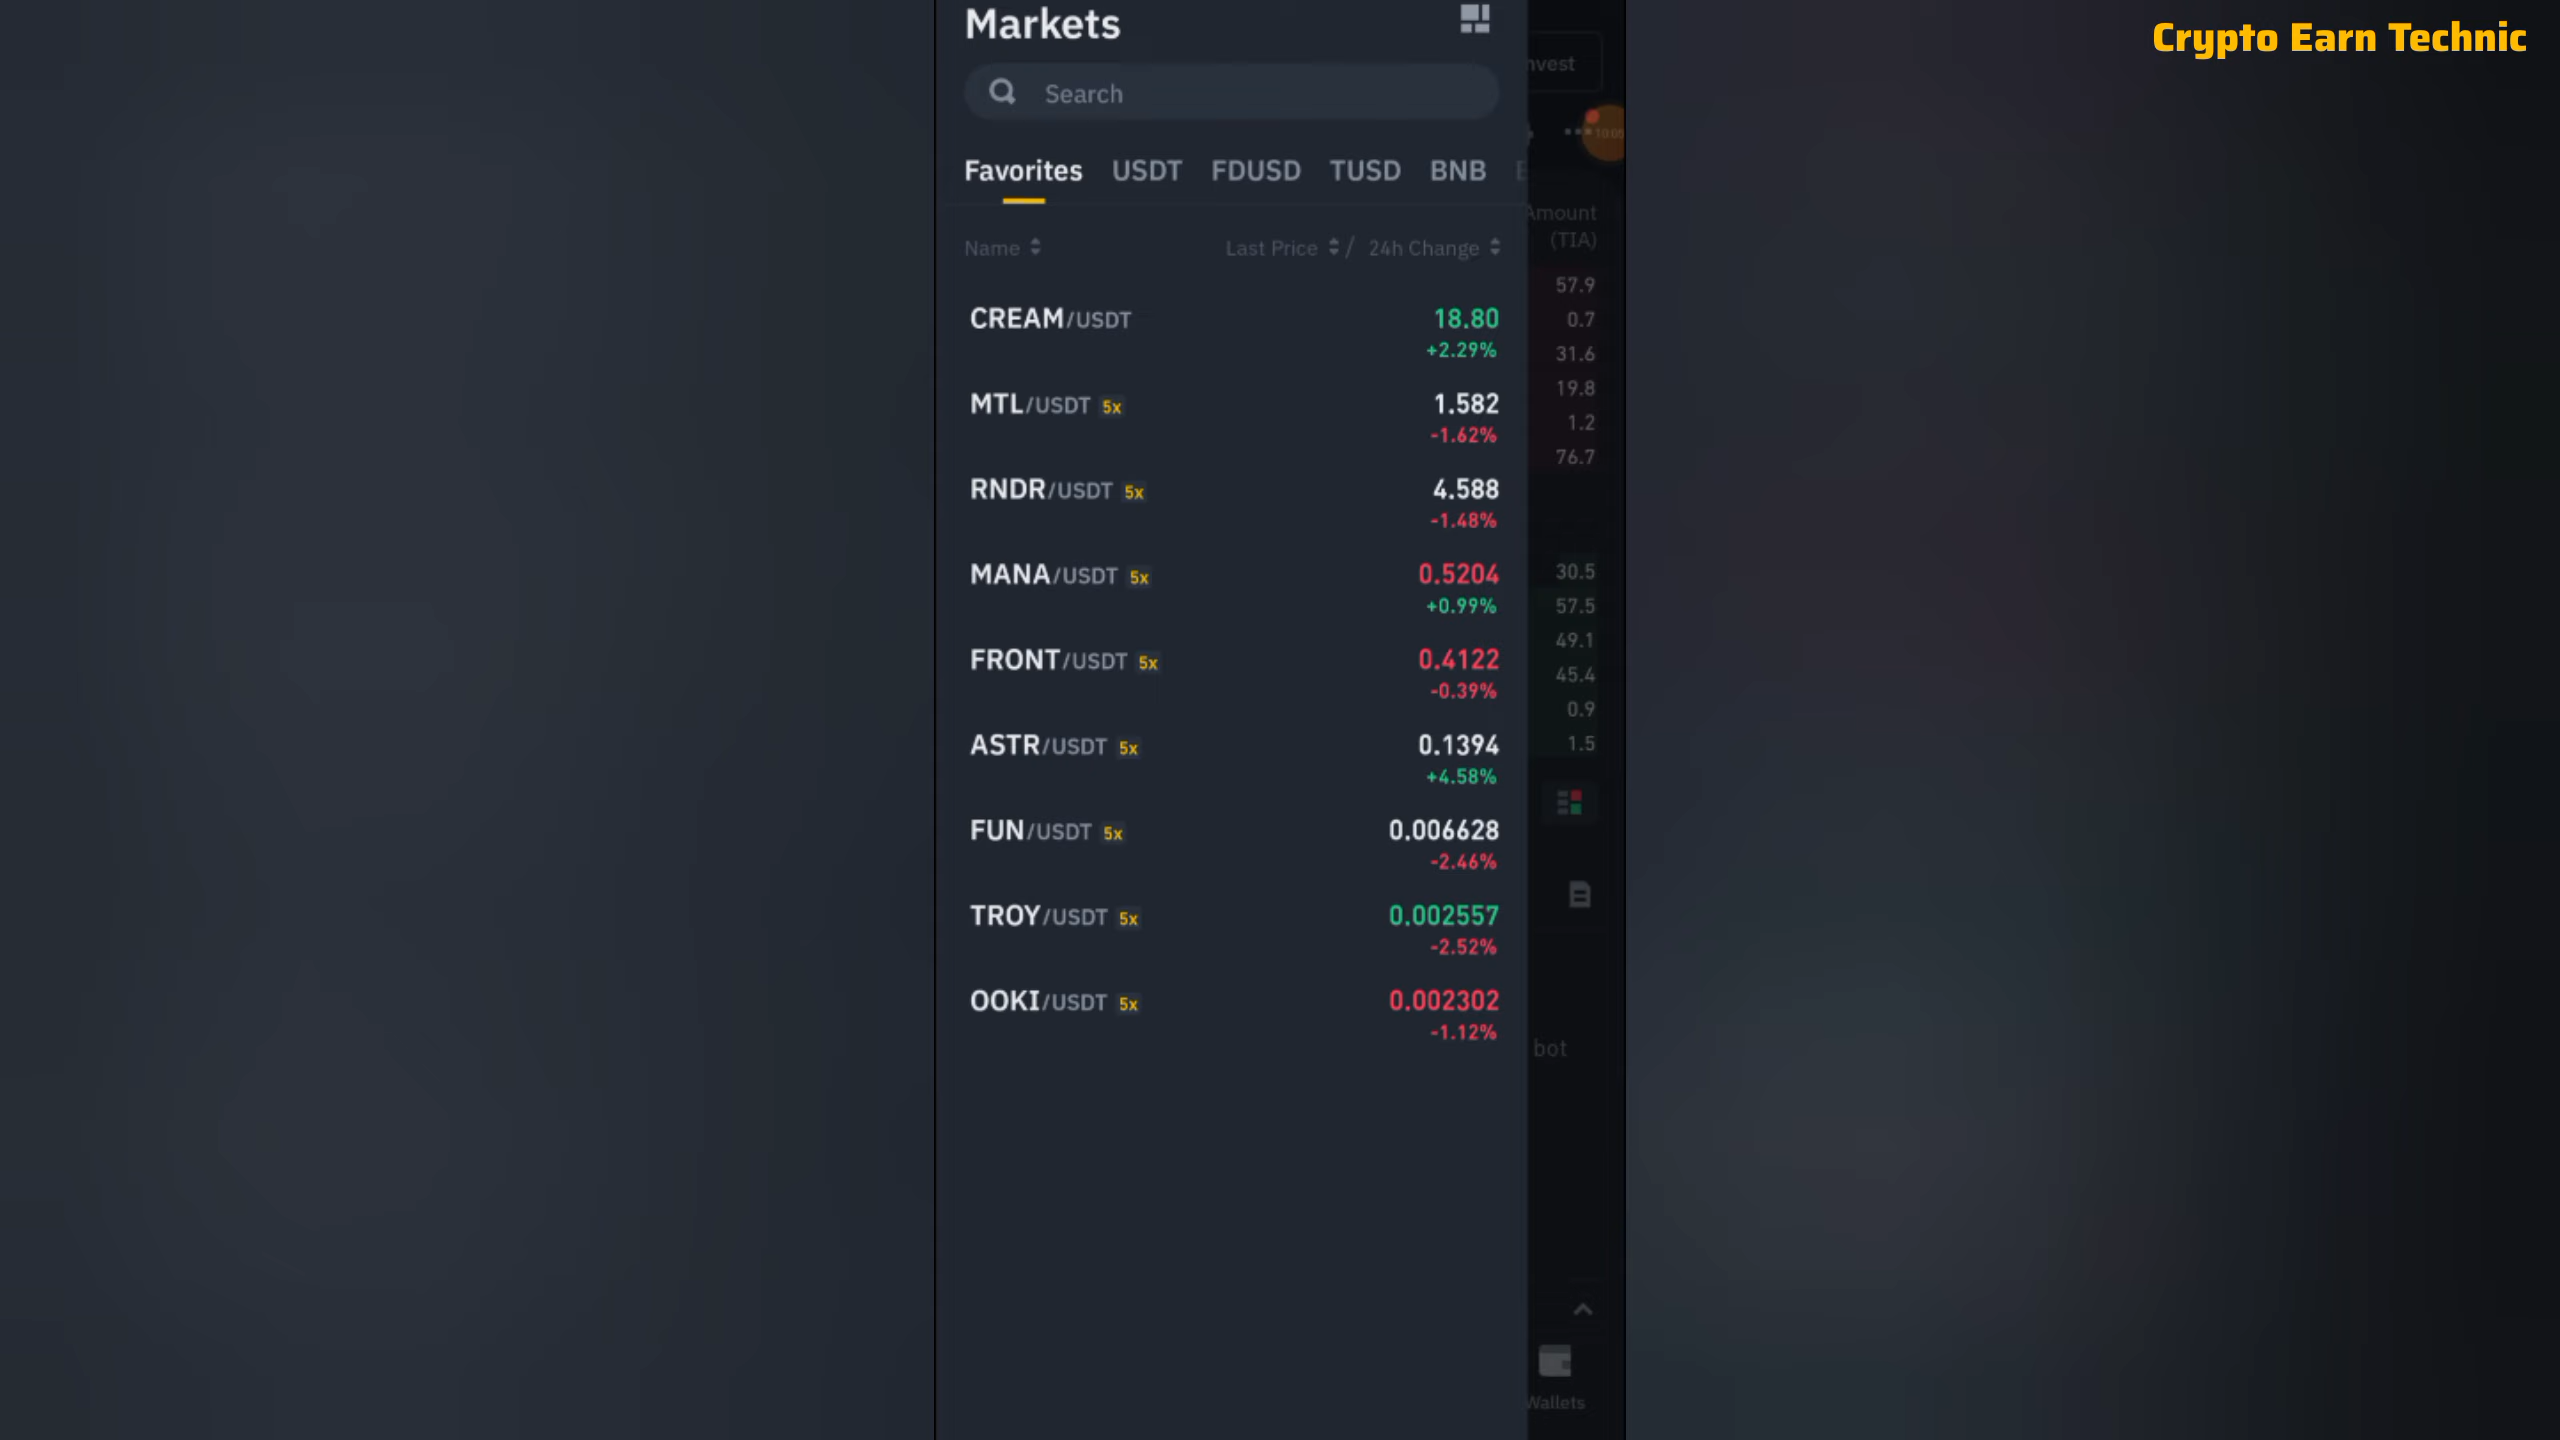 Crypto Earn Technic
Markets
Search
Favorites USDT FDUSD TUSD BNB
Name Last Price / 24h Change
Amount
(TIA)
CREAM/USDT 18.80
+2.29%
MTL/USDT 5x 1.582
-1.62%
RNDR/USDT 5x 4.588
-1.48%
MANA/USDT 5x 0.5204
+0.99%
FRONT/USDT 5x 0.4122
-0.39%
ASTR/USDT 5x 0.1394
+4.58%
FUN/USDT 5x 0.006628
-2.46%
TROY/USDT 5x 0.002557
-2.52%
OOKI/USDT 5x 0.002302
-1.12%
57.9
0.7
31.6
19.8
1.2
76.7
30.5
57.5
49.1
45.4
0.9
1.5
bot
Wallets